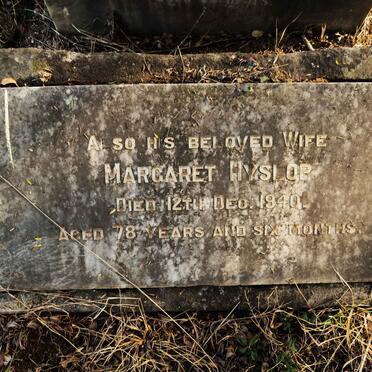 Also his beloved Wife
Margaret Hyslop
Died 12th Dec. 1940.
Aged 78 years and six months.